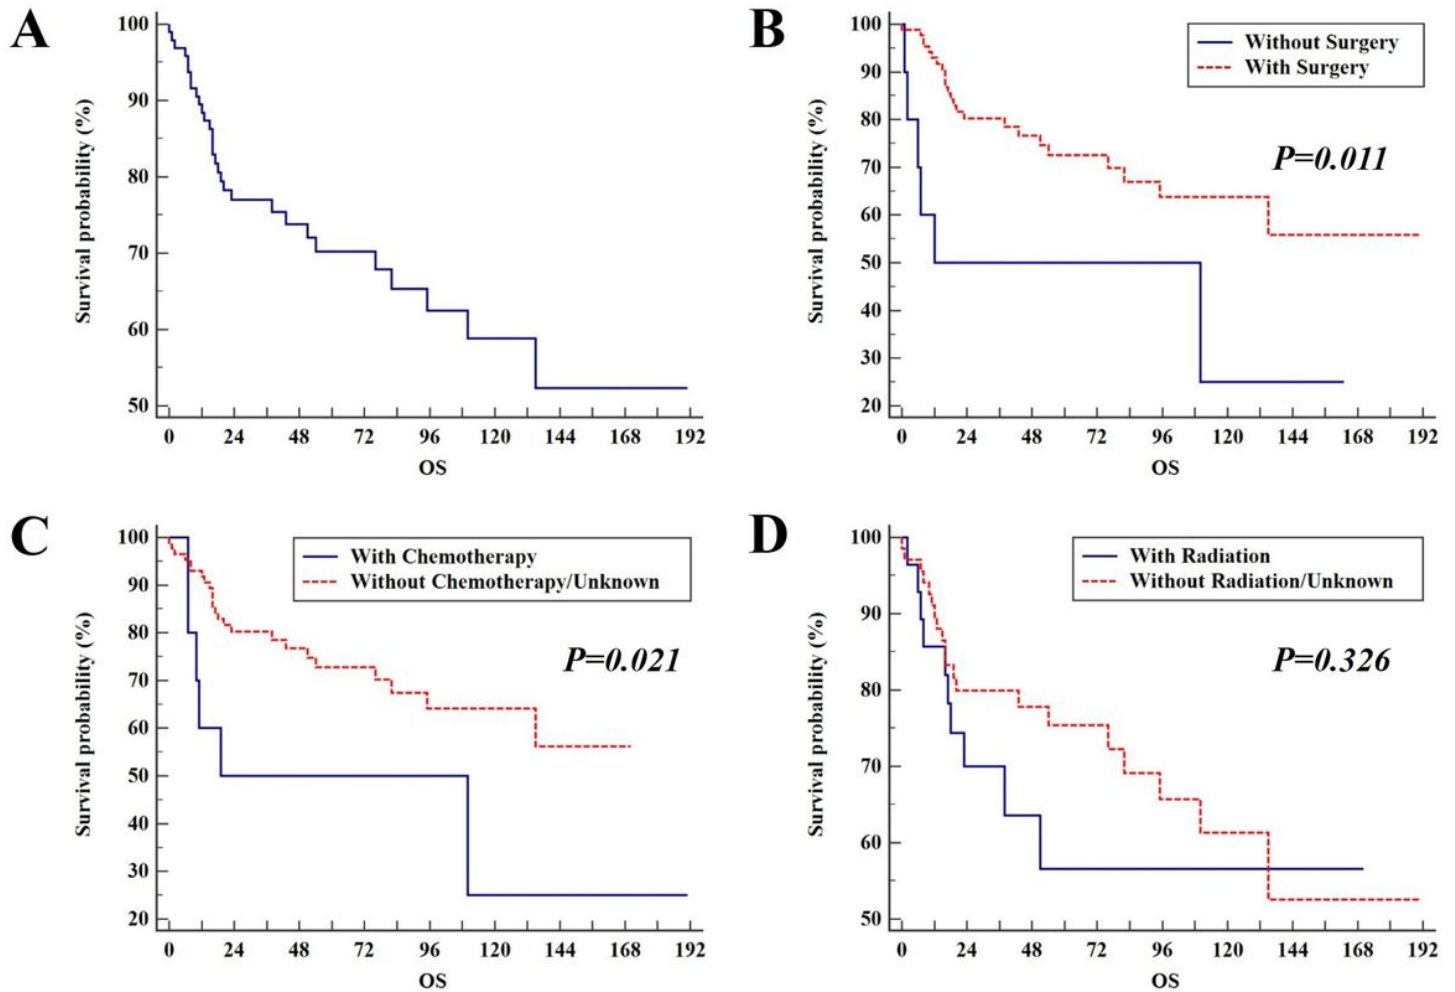 A
Survival probability (%)
100
90
80
70
60
50
0 24 48 72 96 120 144 168 192
OS
B
Survival probability (%)
100
90
80
70
60
50
40
30
20
Without Surgery
With Surgery
P=0.011
0 24 48 72 96 120 144 168 192
OS
C
Survival probability (%)
100
90
80
70
60
50
40
30
20
With Chemotherapy
Without Chemotherapy/Unknown
P=0.021
0 24 48 72 96 120 144 168 192
OS
D
Survival probability (%)
100
90
80
70
60
50
With Radiation
Without Radiation/Unknown
P=0.326
0 24 48 72 96 120 144 168 192
OS